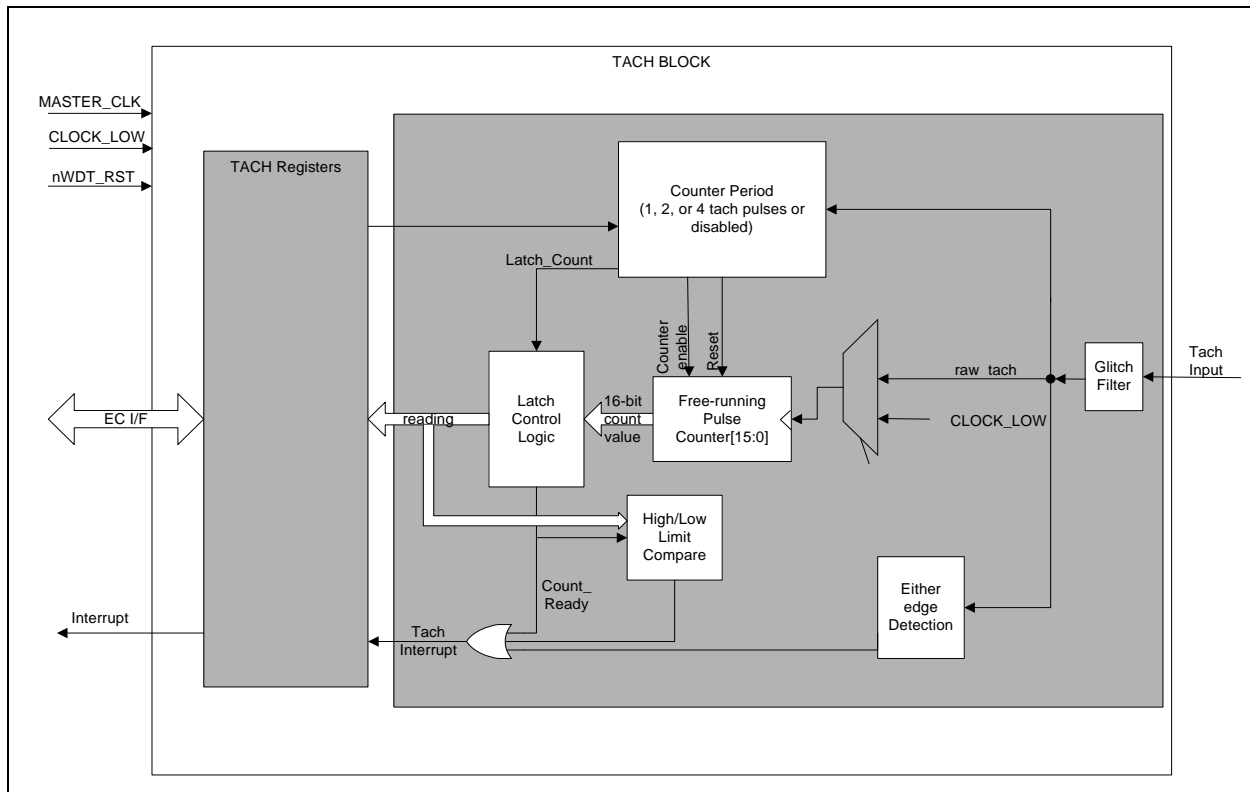 TACH BLOCK
MASTER_CLK
CLOCK_LOW
nWDT_RST
TACH Registers
Counter Period
(1, 2, or 4 tach pulses or
disabled)
Latch_Count
Counter
enable
Reset
Latch
Control
Logic
16-bit
count
value
Free-running
Pulse
Counter[15:0]
raw_tach
CLOCK_LOW
Glitch
Filter
Tach
Input
EC I/F
reading
High/Low
Limit
Compare
Count_
Ready
Either
edge
Detection
Interrupt
Tach
Interrupt